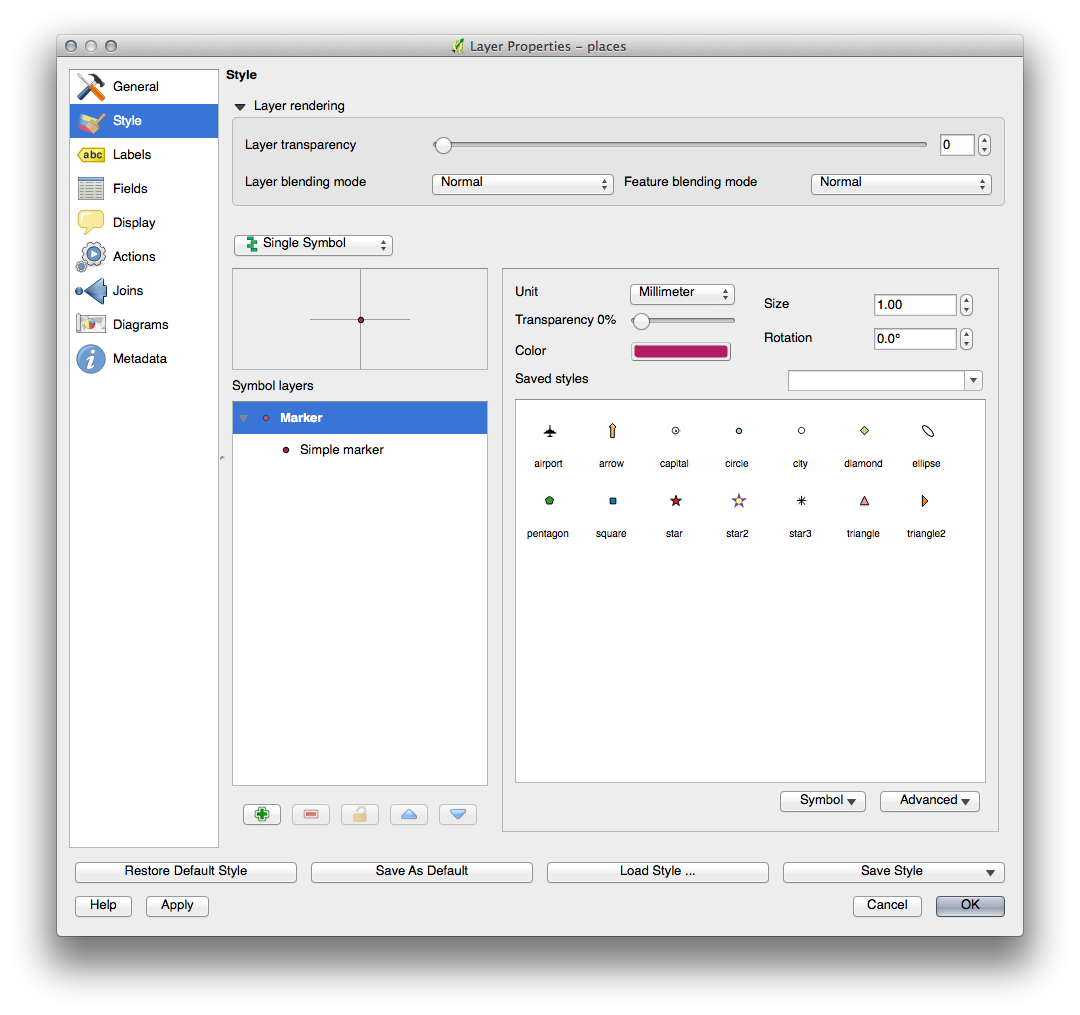 Layer Properties - places
General
Style
abc Labels
Fields
Display
Actions
Joins
Diagrams
i Metadata
Style
Layer rendering
Layer transparency 0
Layer blending mode Normal Feature blending mode Normal
Single Symbol
Symbol layers
Marker
Simple marker
Unit Millimeter
Transparency 0%
Color
Size 1.00
Rotation 0.0°
Saved styles
airport arrow capital circle city diamond ellipse
pentagon square star star2 star3 triangle triangle2
Symbol Advanced
Restore Default Style Save As Default Load Style ... Save Style
Help Apply Cancel OK